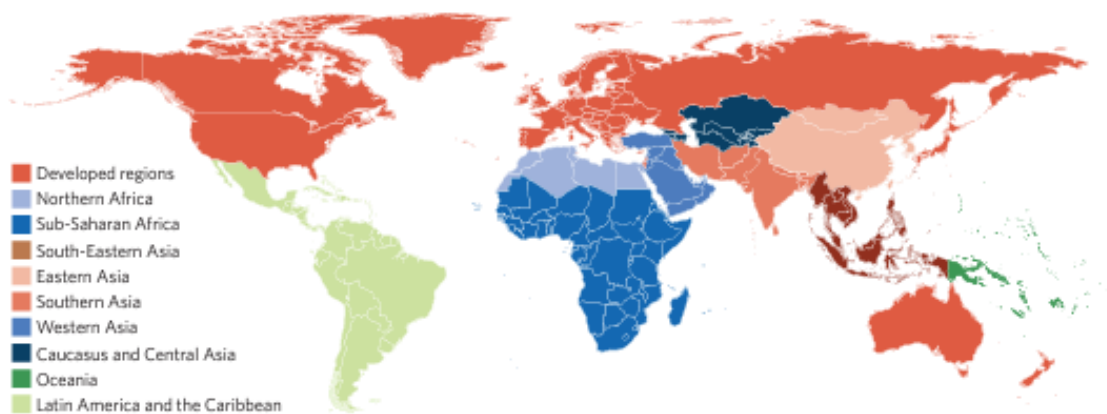 Developed regions
Northern Africa
Sub-Saharan Africa
South-Eastern Asia
Eastern Asia
Southern Asia
Western Asia
Caucasus and Central Asia
Oceania
Latin America and the Caribbean